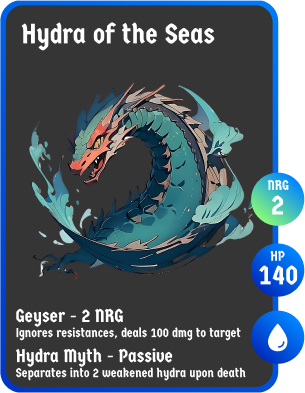 Hydra of the Seas
NRG
2
HP
140
Geyser - 2 NRG
Ignores resistances, deals 100 dmg to target
Hydra Myth - Passive
Separates into 2 weakened hydra upon death